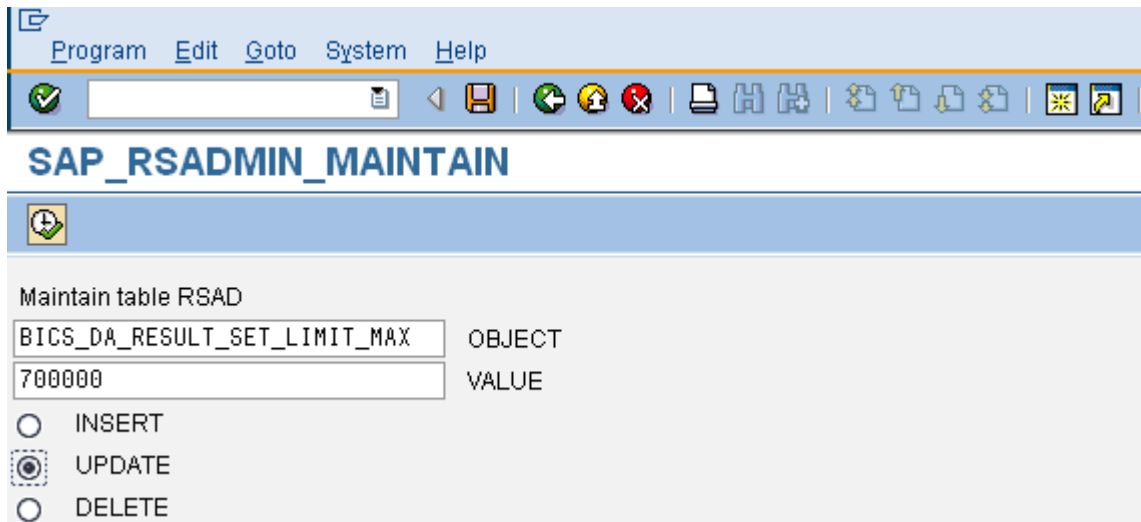 Program Edit Goto System Help
SAP_RSADMIN_MAINTAIN
Maintain table RSAD
BICS_DA_RESULT_SET_LIMIT_MAX OBJECT
700000 VALUE
INSERT
UPDATE
DELETE